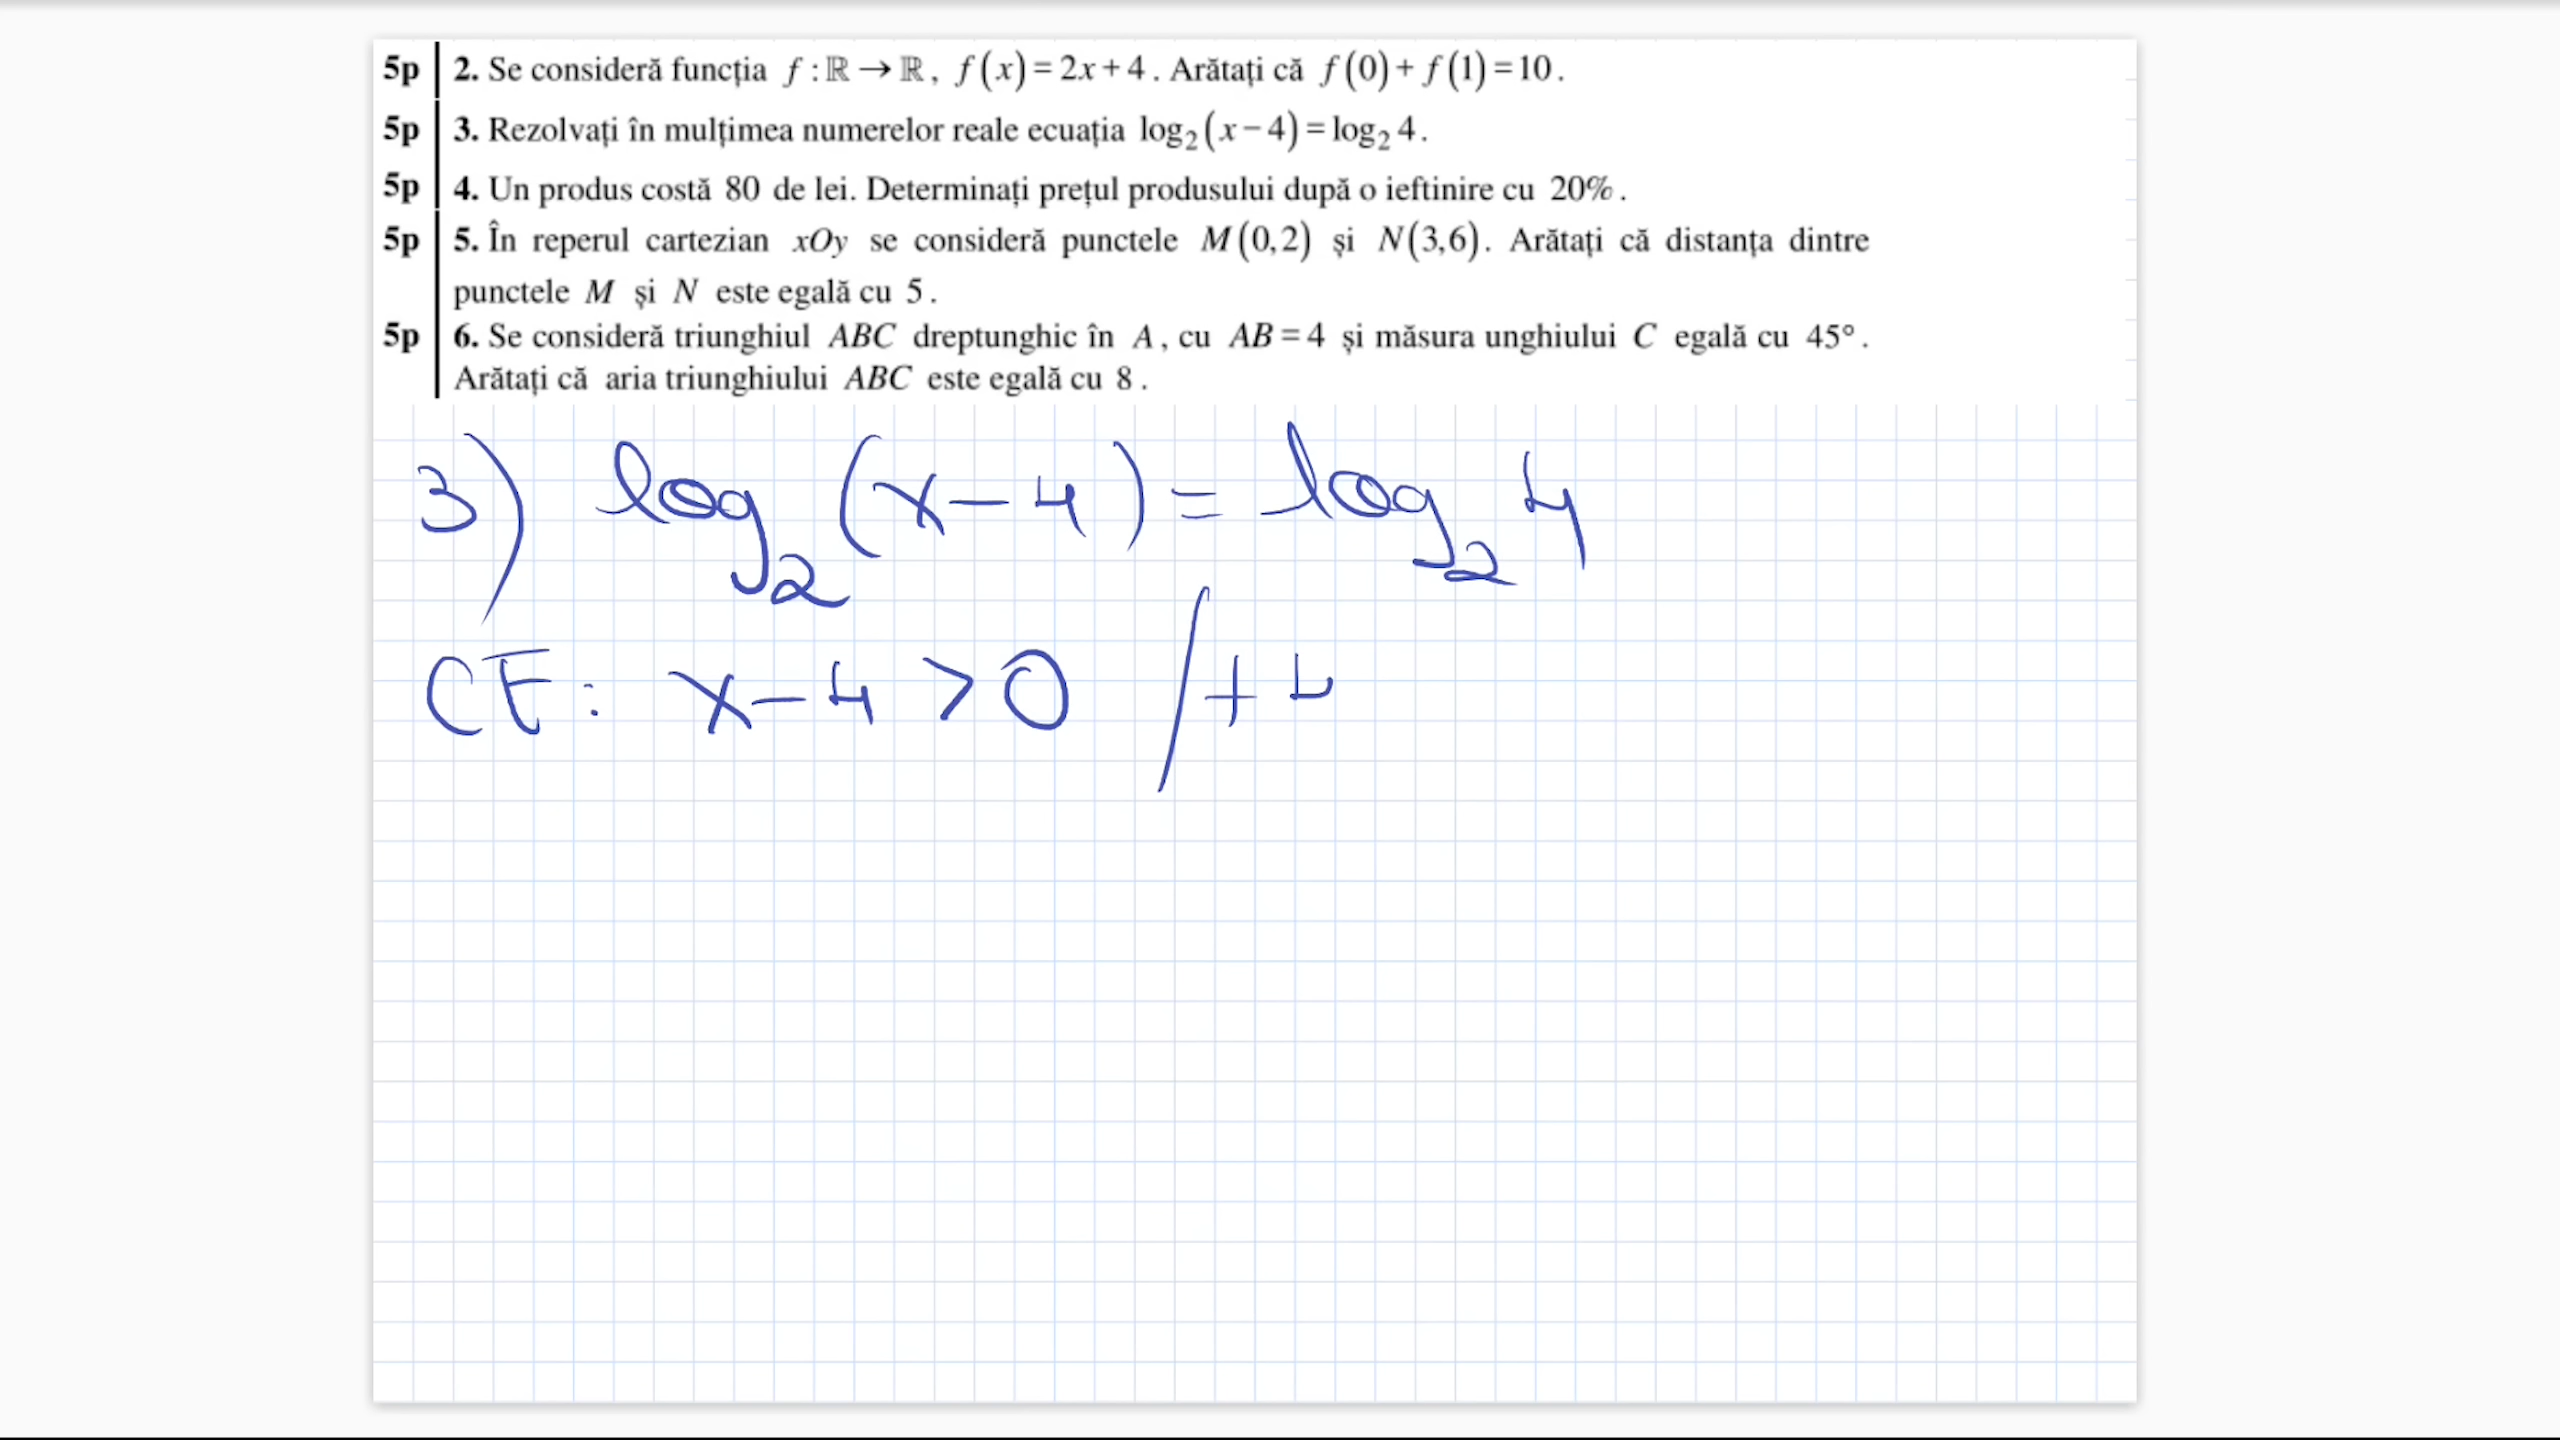 5p 2. Se consideră funcția f : ℝ → ℝ, f(x) = 2x + 4. Arătați că f(0) + f(1) = 10.
5p 3. Rezolvați în mulțimea numerelor reale ecuația log₂(x − 4) = log₂ 4.
5p 4. Un produs costă 80 de lei. Determinați prețul produsului după o ieftinire cu 20%.
5p 5. În reperul cartezian xOy se consideră punctele M(0,2) și N(3,6). Arătați că distanța dintre
punctele M și N este egală cu 5.
5p 6. Se consideră triunghiul ABC dreptunghic în A, cu AB = 4 și măsura unghiului C egală cu 45°.
Arătați că aria triunghiului ABC este egală cu 8.
3) log₂(x − 4) = log₂ 4
CE: x − 4 > 0 / + 4